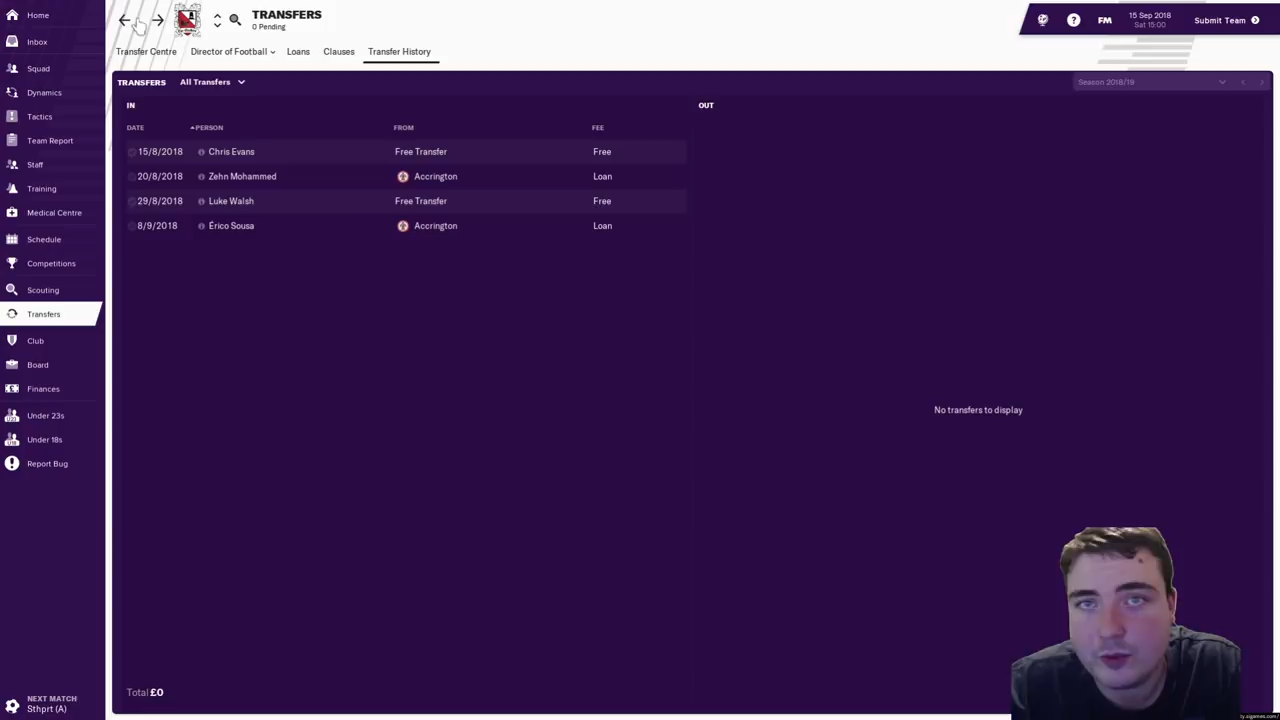 Home
Inbox
Squad
Dynamics
Tactics
Team Report
Staff
Training
Medical Centre
Schedule
Competitions
Scouting
Transfers
Club
Board
Finances
Under 23s
Under 18s
Report Bug
NEXT MATCH
Sthprt (A)
TRANSFERS
0 Pending
FM
15 Sep 2018
Sat 15:00
Submit Team
Transfer Centre Director of Football Loans Clauses Transfer History
TRANSFERS All Transfers Season 2018/19
IN
DATE PERSON FROM FEE
15/8/2018 Chris Evans Free Transfer Free
20/8/2018 Zehn Mohammed Accrington Loan
29/8/2018 Luke Walsh Free Transfer Free
8/9/2018 Érico Sousa Accrington Loan
Total £0
OUT
No transfers to display